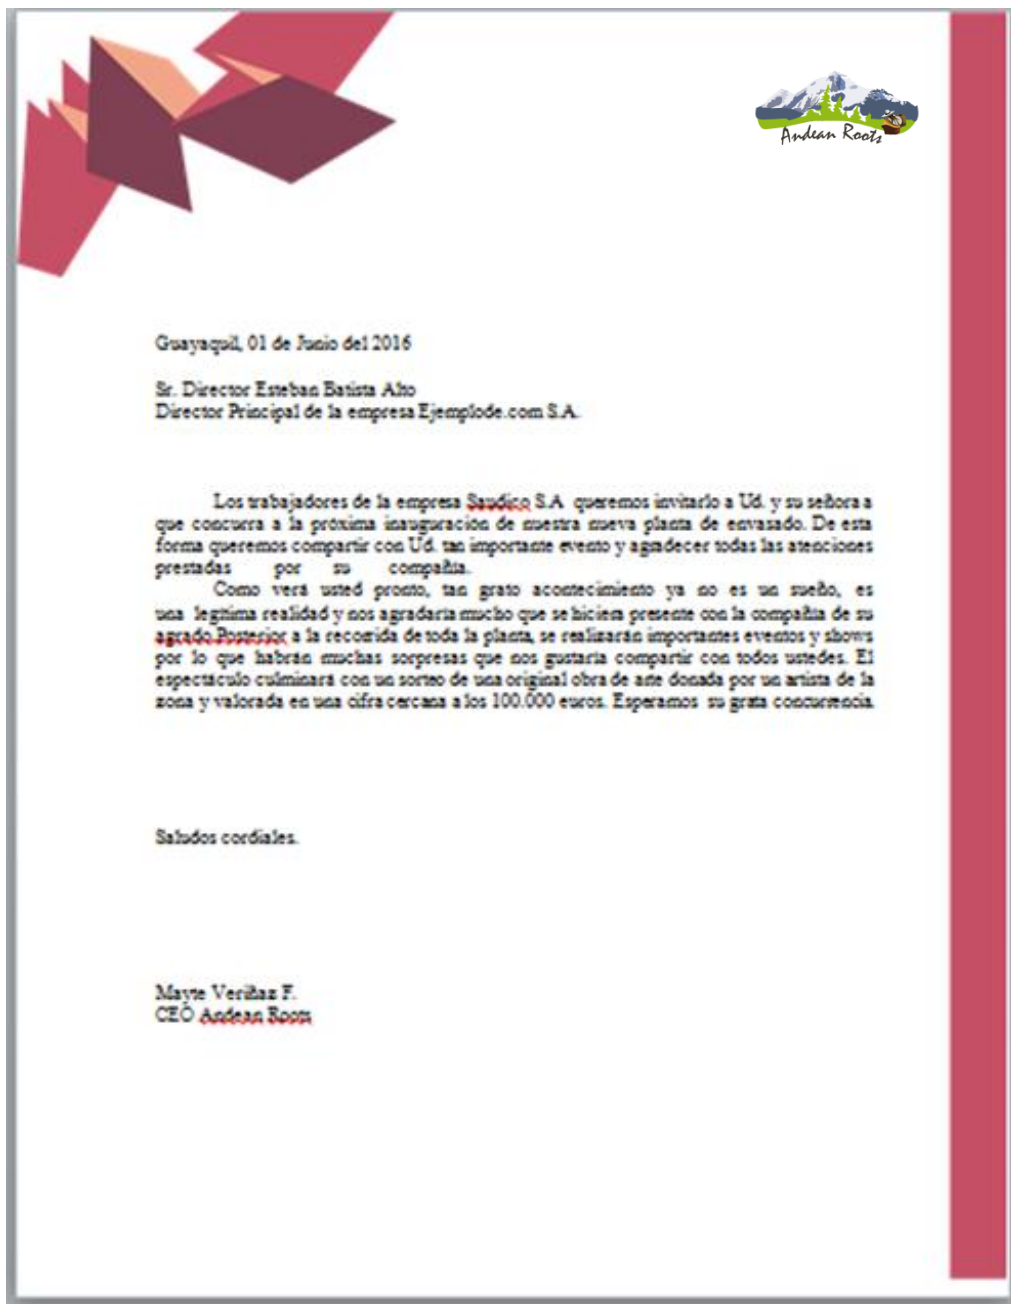 Andean Roots
Guayaquil, 01 de Junio del 2016
Sr. Director Esteban Batista Alto
Director Principal de la empresa Ejemplode.com S.A.
Los trabajadores de la empresa Saudico S.A queremos invitarlo a Ud. y su señora a
que concurra a la próxima inauguración de nuestra nueva planta de envasado. De esta
forma queremos compartir con Ud. tan importante evento y agradecer todas las atenciones
prestadas por su compañía.
Como verá usted pronto, tan grato acontecimiento ya no es un sueño, es
una legítima realidad y nos agradaría mucho que se hiciera presente con la compañía de su
agrado.Posterior a la recorrida de toda la planta, se realizarán importantes eventos y shows
por lo que habrán muchas sorpresas que nos gustaría compartir con todos ustedes. El
espectáculo culminará con un sorteo de una original obra de arte donada por un artista de la
zona y valorada en una cifra cercana a los 100.000 euros. Esperamos su grata concurrencia.
Saludos cordiales.
Mayte Veriñaz F.
CEO Andean Roots